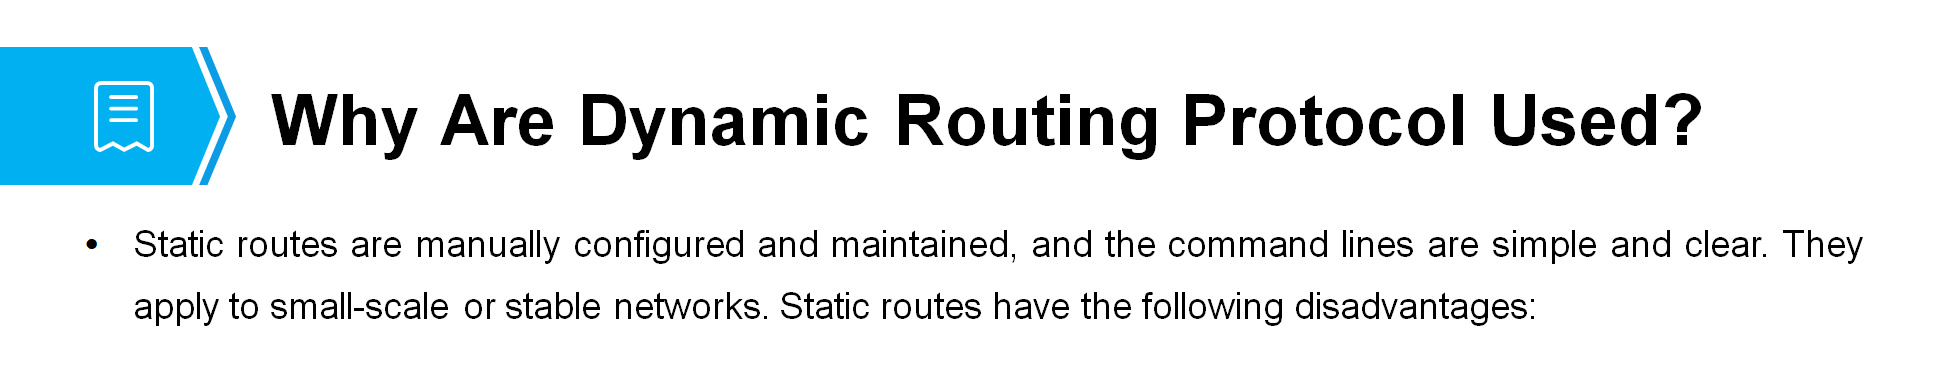 Why Are Dynamic Routing Protocol Used?
• Static routes are manually configured and maintained, and the command lines are simple and clear. They
apply to small-scale or stable networks. Static routes have the following disadvantages: